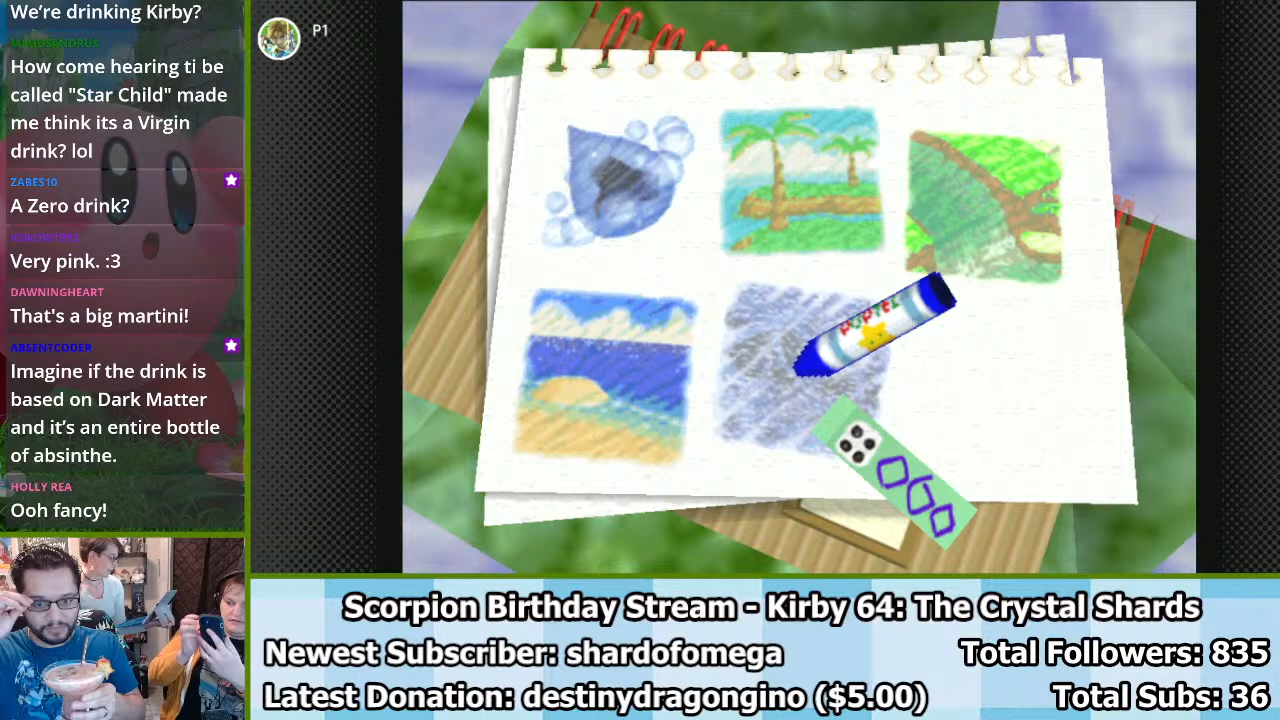 We're drinking Kirby?
MAGUSANDRUS
How come hearing ti be
called "Star Child" made
me think its a Virgin
drink? lol
ZABES10
A Zero drink?
Very pink. :3
DAWNINGHEART
That's a big martini!
ABSENTCODER
Imagine if the drink is
based on Dark Matter
and it's an entire bottle
of absinthe.
HOLLY REA
Ooh fancy!
P1
POPSTAR
Scorpion Birthday Stream - Kirby 64: The Crystal Shards
Newest Subscriber: shardofomega
Total Followers: 835
Latest Donation: destinydragongino ($5.00)
Total Subs: 36